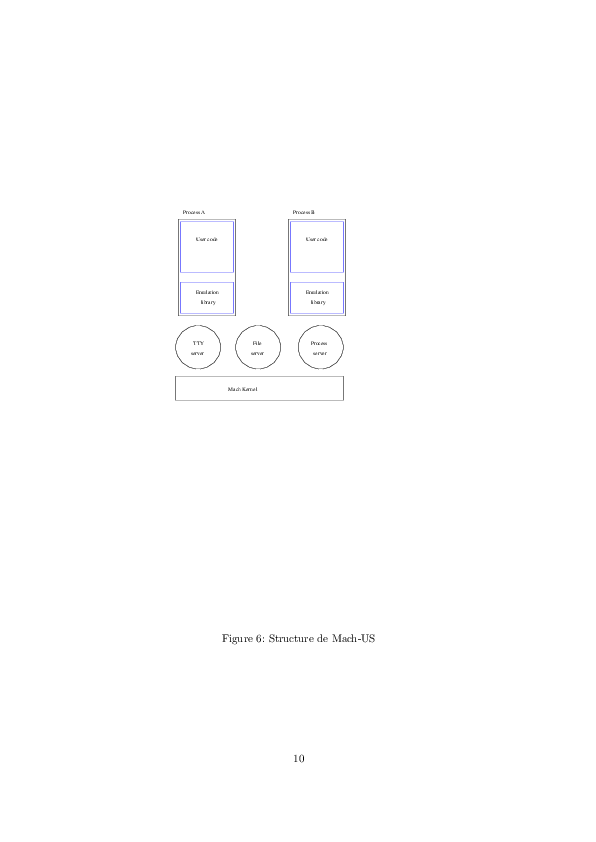 Process A
Process B
User code
User code
Emulation
library
Emulation
library
TTY
server
File
server
Process
server
Mach Kernel
Figure 6: Structure de Mach-US
10